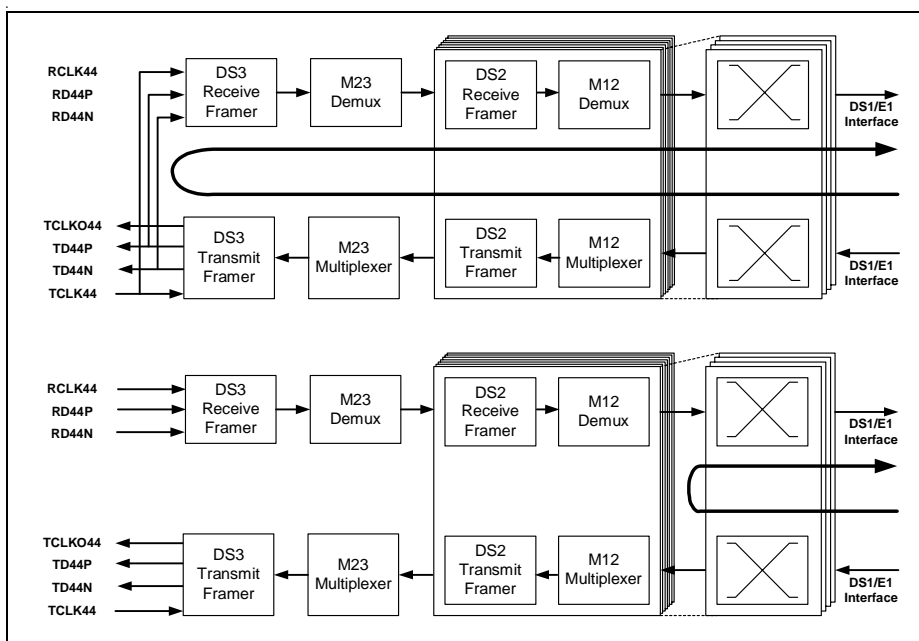 RCLK44
RD44P
RD44N
DS3
Receive
Framer
M23
Demux
DS2
Receive
Framer
M12
Demux
DS1/E1
Interface
TCLKO44
TD44P
TD44N
TCLK44
DS3
Transmit
Framer
M23
Multiplexer
DS2
Transmit
Framer
M12
Multiplexer
DS1/E1
Interface
RCLK44
RD44P
RD44N
DS3
Receive
Framer
M23
Demux
DS2
Receive
Framer
M12
Demux
DS1/E1
Interface
TCLKO44
TD44P
TD44N
TCLK44
DS3
Transmit
Framer
M23
Multiplexer
DS2
Transmit
Framer
M12
Multiplexer
DS1/E1
Interface